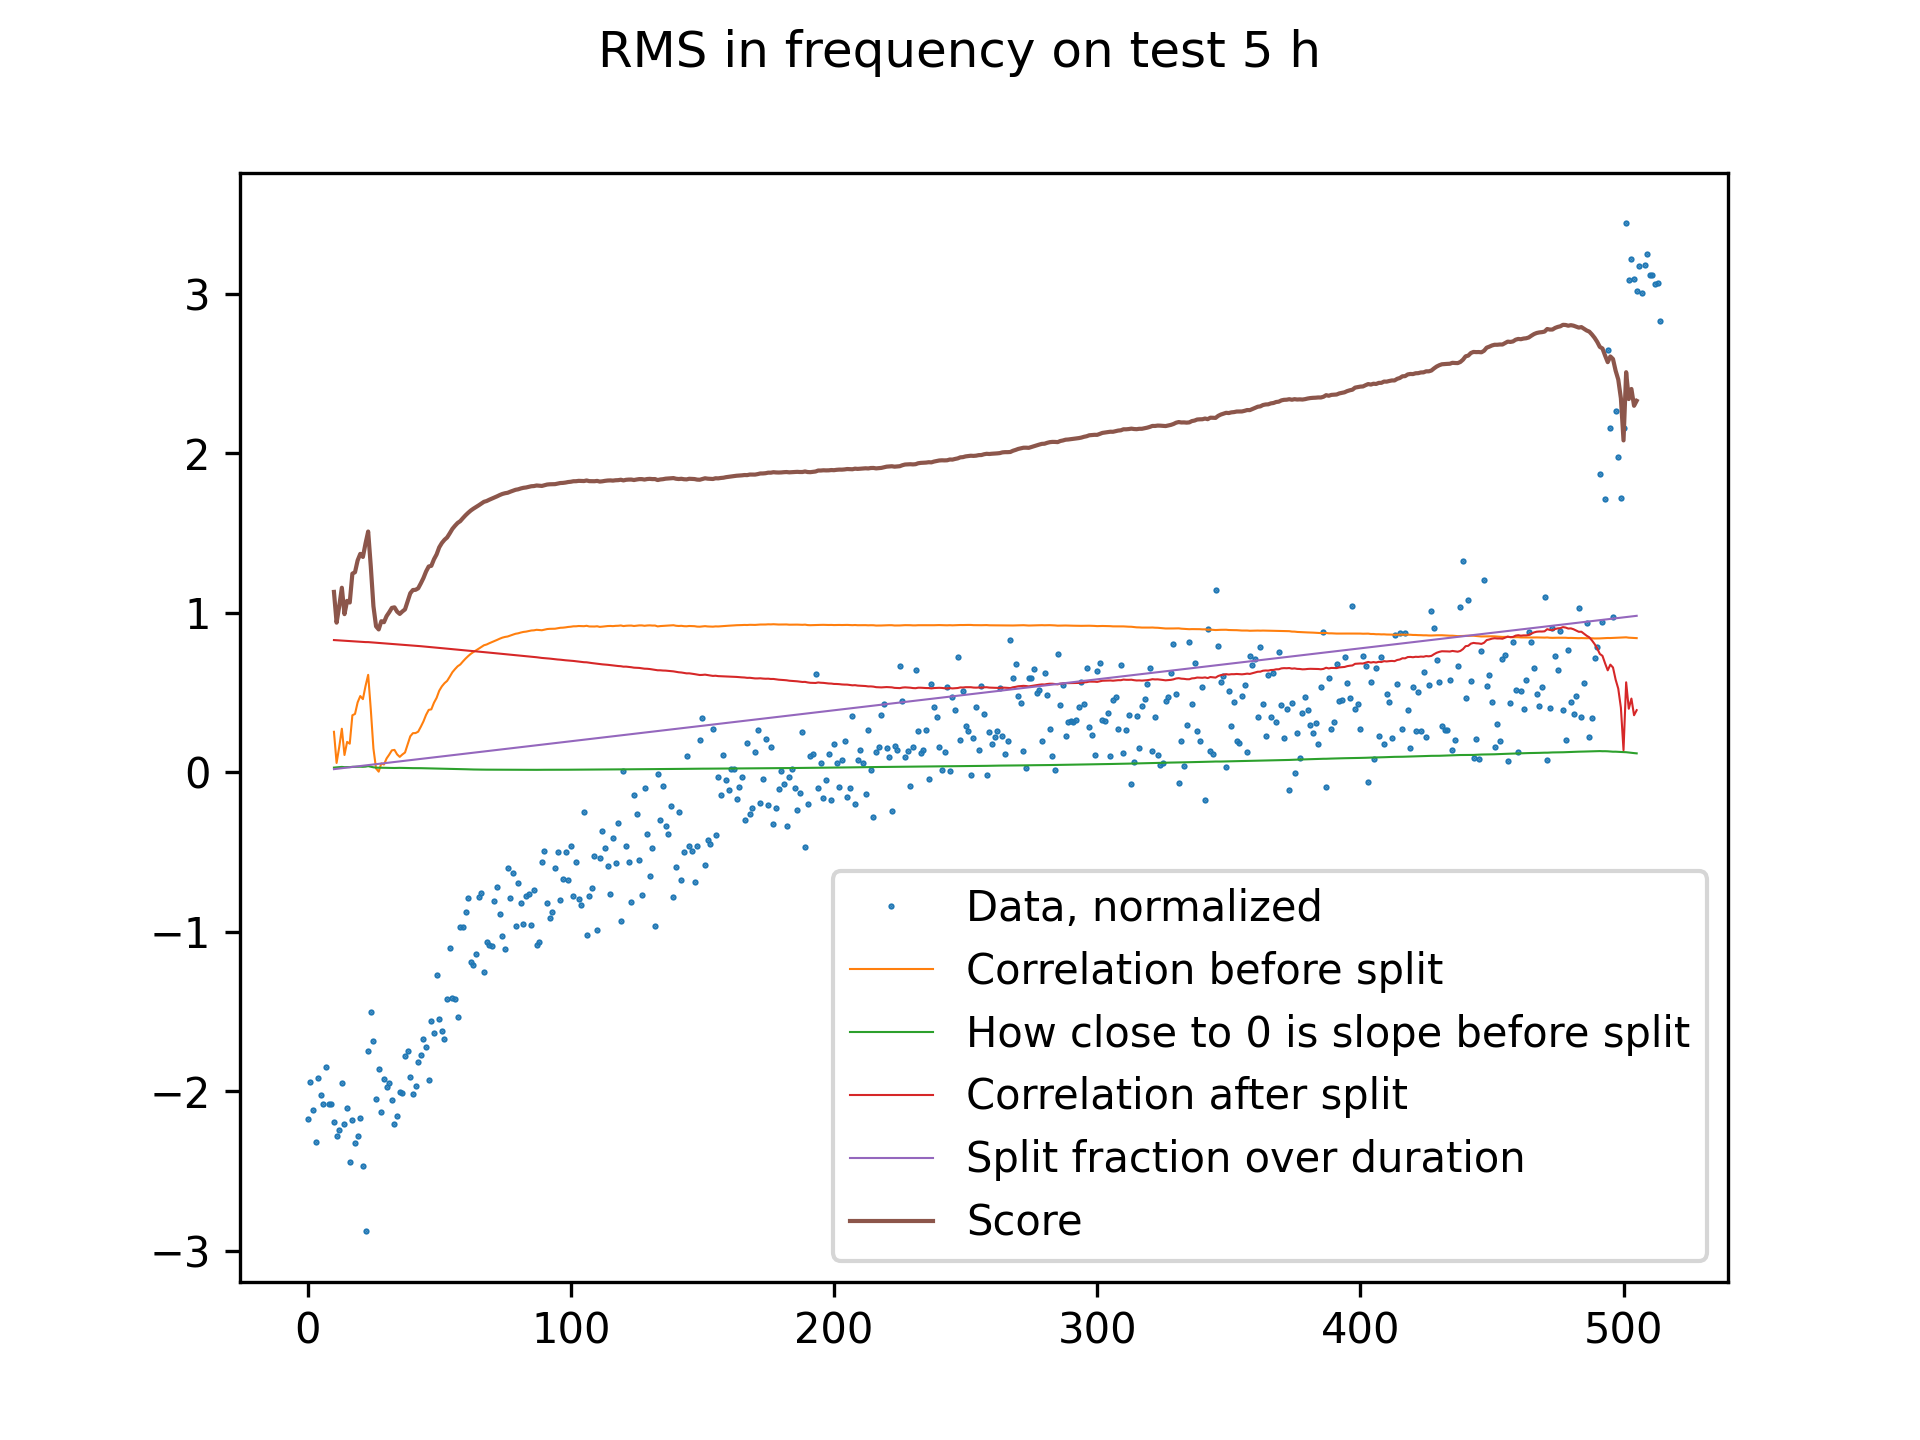 RMS in frequency on test 5 h
3
2
1
0
−1
−2
−3
Data, normalized
Correlation before split
How close to 0 is slope before split
Correlation after split
Split fraction over duration
Score
0 100 200 300 400 500